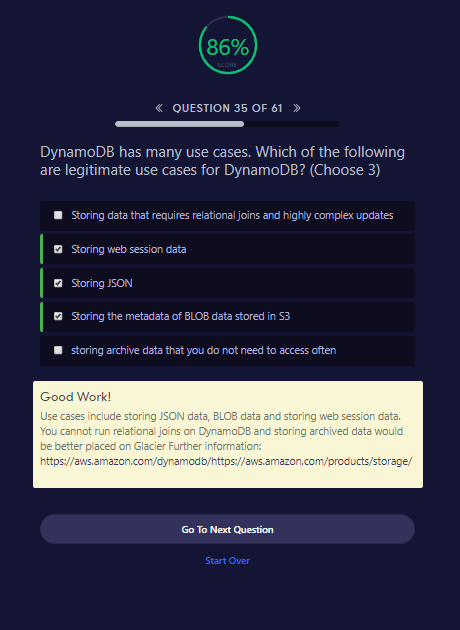 86%
SCORE
« QUESTION 35 OF 61 »
DynamoDB has many use cases. Which of the following
are legitimate use cases for DynamoDB? (Choose 3)
Storing data that requires relational joins and highly complex updates
Storing web session data
Storing JSON
Storing the metadata of BLOB data stored in S3
storing archive data that you do not need to access often
Good Work!
Use cases include storing JSON data, BLOB data and storing web session data.
You cannot run relational joins on DynamoDB and storing archived data would
be better placed on Glacier Further information:
https://aws.amazon.com/dynamodb/https://aws.amazon.com/products/storage/
Go To Next Question
Start Over